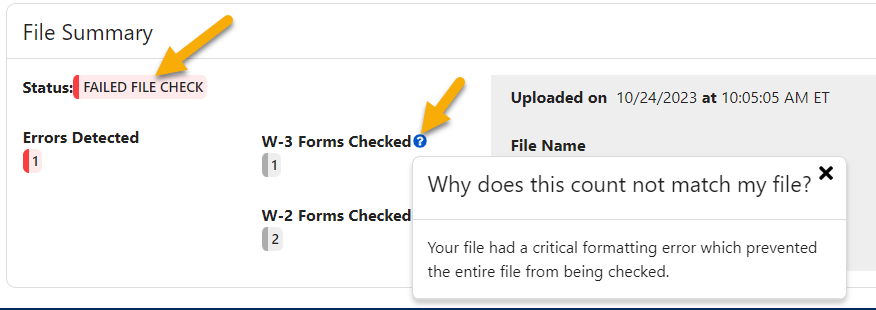 File Summary
Status: FAILED FILE CHECK
Errors Detected
1
W-3 Forms Checked ?
1
W-2 Forms Checked
2
Uploaded on 10/24/2023 at 10:05:05 AM ET
File Name
Why does this count not match my file?
Your file had a critical formatting error which prevented
the entire file from being checked.